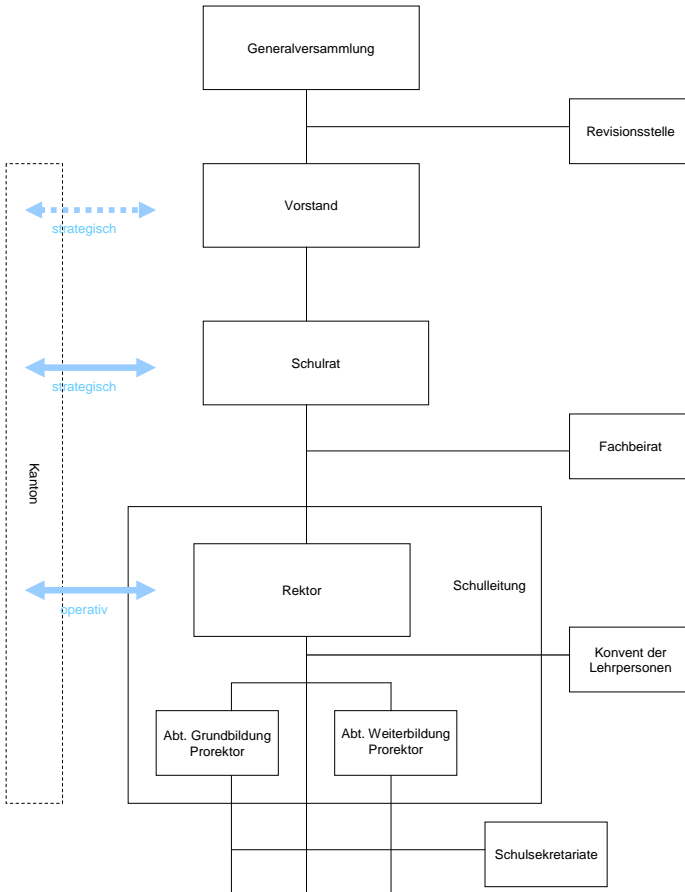 Generalversammlung
Revisionsstelle
Vorstand
strategisch
Schulrat
strategisch
Fachbeirat
Kanton
Rektor
Schulleitung
operativ
Konvent der
Lehrpersonen
Abt. Grundbildung
Prorektor
Abt. Weiterbildung
Prorektor
Schulsekretariate